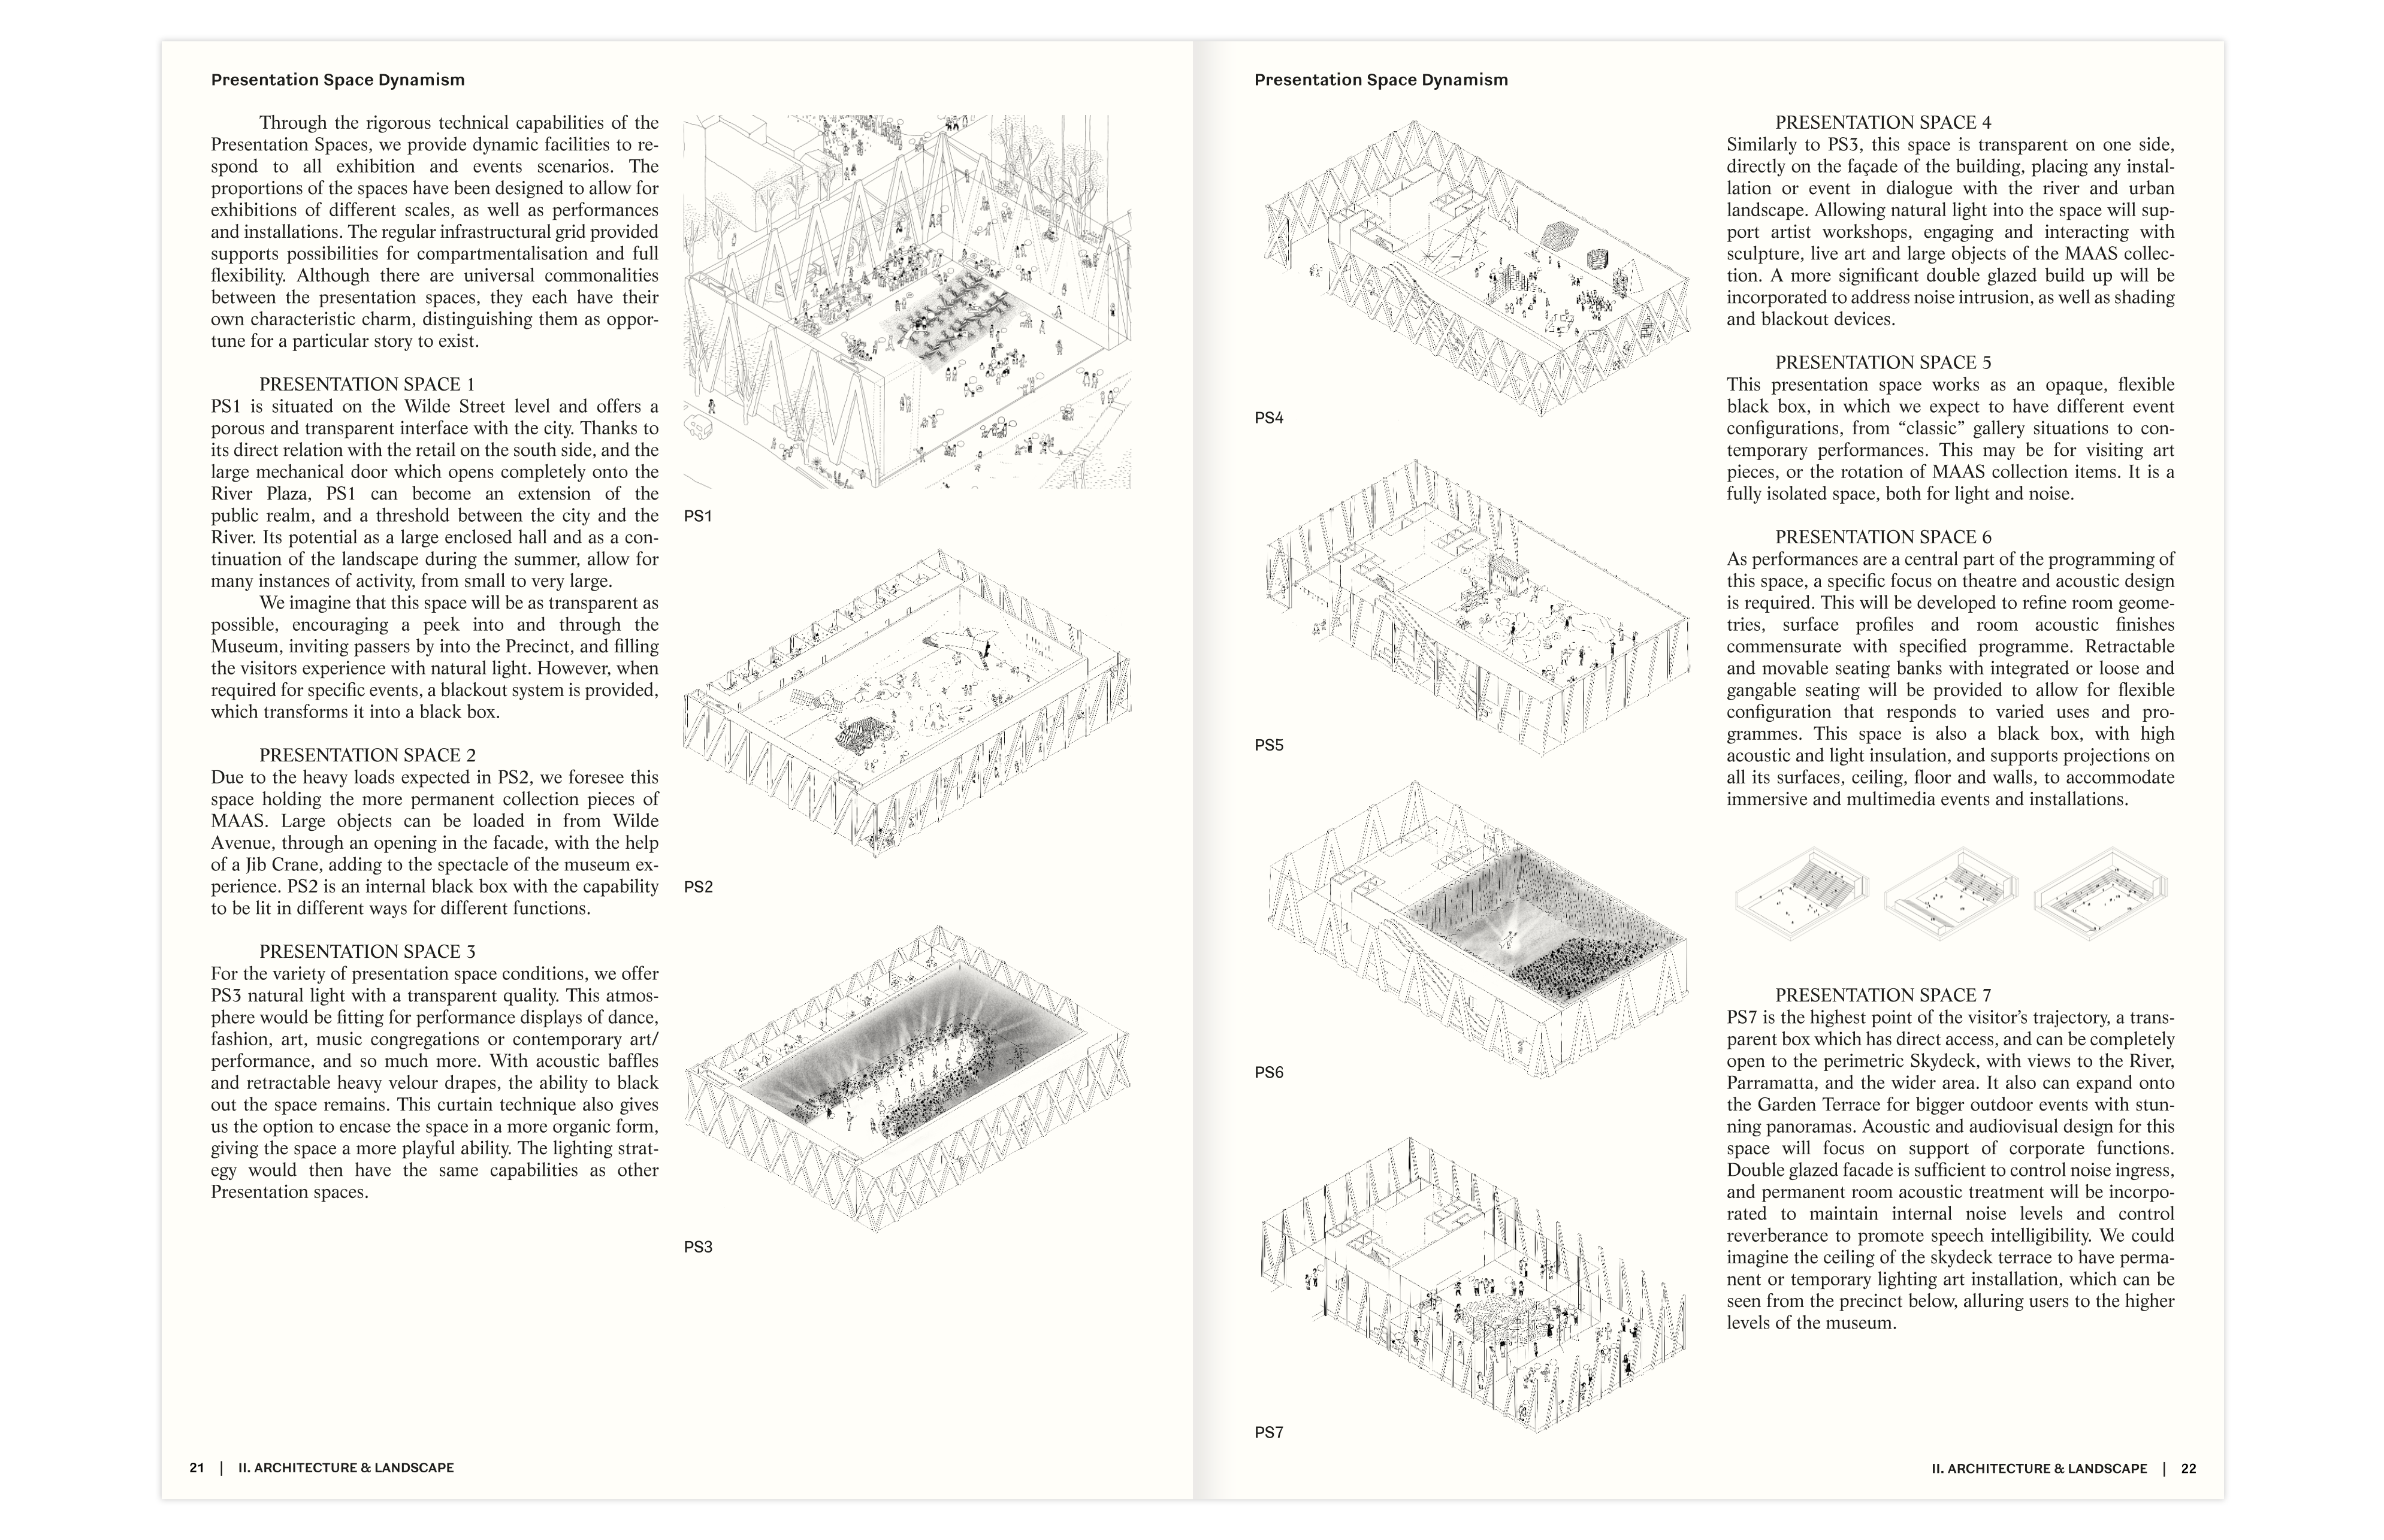 Presentation Space Dynamism
Through the rigorous technical capabilities of the
Presentation Spaces, we provide dynamic facilities to re-
spond to all exhibition and events scenarios. The
proportions of the spaces have been designed to allow for
exhibitions of different scales, as well as performances
and installations. The regular infrastructural grid provided
supports possibilities for compartmentalisation and full
flexibility. Although there are universal commonalities
between the presentation spaces, they each have their
own characteristic charm, distinguishing them as oppor-
tune for a particular story to exist.
PRESENTATION SPACE 1
PS1 is situated on the Wilde Street level and offers a
porous and transparent interface with the city. Thanks to
its direct relation with the retail on the south side, and the
large mechanical door which opens completely onto the
River Plaza, PS1 can become an extension of the
public realm, and a threshold between the city and the
River. Its potential as a large enclosed hall and as a con-
tinuation of the landscape during the summer, allow for
many instances of activity, from small to very large.
We imagine that this space will be as transparent as
possible, encouraging a peek into and through the
Museum, inviting passers by into the Precinct, and filling
the visitors experience with natural light. However, when
required for specific events, a blackout system is provided,
which transforms it into a black box.
PRESENTATION SPACE 2
Due to the heavy loads expected in PS2, we foresee this
space holding the more permanent collection pieces of
MAAS. Large objects can be loaded in from Wilde
Avenue, through an opening in the facade, with the help
of a Jib Crane, adding to the spectacle of the museum ex-
perience. PS2 is an internal black box with the capability
to be lit in different ways for different functions.
PRESENTATION SPACE 3
For the variety of presentation space conditions, we offer
PS3 natural light with a transparent quality. This atmos-
phere would be fitting for performance displays of dance,
fashion, art, music congregations or contemporary art/
performance, and so much more. With acoustic baffles
and retractable heavy velour drapes, the ability to black
out the space remains. This curtain technique also gives
us the option to encase the space in a more organic form,
giving the space a more playful ability. The lighting strat-
egy would then have the same capabilities as other
Presentation spaces.
PS1
PS2
PS3
21 | II. ARCHITECTURE & LANDSCAPE
Presentation Space Dynamism
PS4
PS5
PS6
PS7
PRESENTATION SPACE 4
Similarly to PS3, this space is transparent on one side,
directly on the façade of the building, placing any instal-
lation or event in dialogue with the river and urban
landscape. Allowing natural light into the space will sup-
port artist workshops, engaging and interacting with
sculpture, live art and large objects of the MAAS collec-
tion. A more significant double glazed build up will be
incorporated to address noise intrusion, as well as shading
and blackout devices.
PRESENTATION SPACE 5
This presentation space works as an opaque, flexible
black box, in which we expect to have different event
configurations, from “classic” gallery situations to con-
temporary performances. This may be for visiting art
pieces, or the rotation of MAAS collection items. It is a
fully isolated space, both for light and noise.
PRESENTATION SPACE 6
As performances are a central part of the programming of
this space, a specific focus on theatre and acoustic design
is required. This will be developed to refine room geome-
tries, surface profiles and room acoustic finishes
commensurate with specified programme. Retractable
and movable seating banks with integrated or loose and
gangable seating will be provided to allow for flexible
configuration that responds to varied uses and pro-
grammes. This space is also a black box, with high
acoustic and light insulation, and supports projections on
all its surfaces, ceiling, floor and walls, to accommodate
immersive and multimedia events and installations.
PRESENTATION SPACE 7
PS7 is the highest point of the visitor’s trajectory, a trans-
parent box which has direct access, and can be completely
open to the perimetric Skydeck, with views to the River,
Parramatta, and the wider area. It also can expand onto
the Garden Terrace for bigger outdoor events with stun-
ning panoramas. Acoustic and audiovisual design for this
space will focus on support of corporate functions.
Double glazed facade is sufficient to control noise ingress,
and permanent room acoustic treatment will be incorpo-
rated to maintain internal noise levels and control
reverberance to promote speech intelligibility. We could
imagine the ceiling of the skydeck terrace to have perma-
nent or temporary lighting art installation, which can be
seen from the precinct below, alluring users to the higher
levels of the museum.
II. ARCHITECTURE & LANDSCAPE | 22